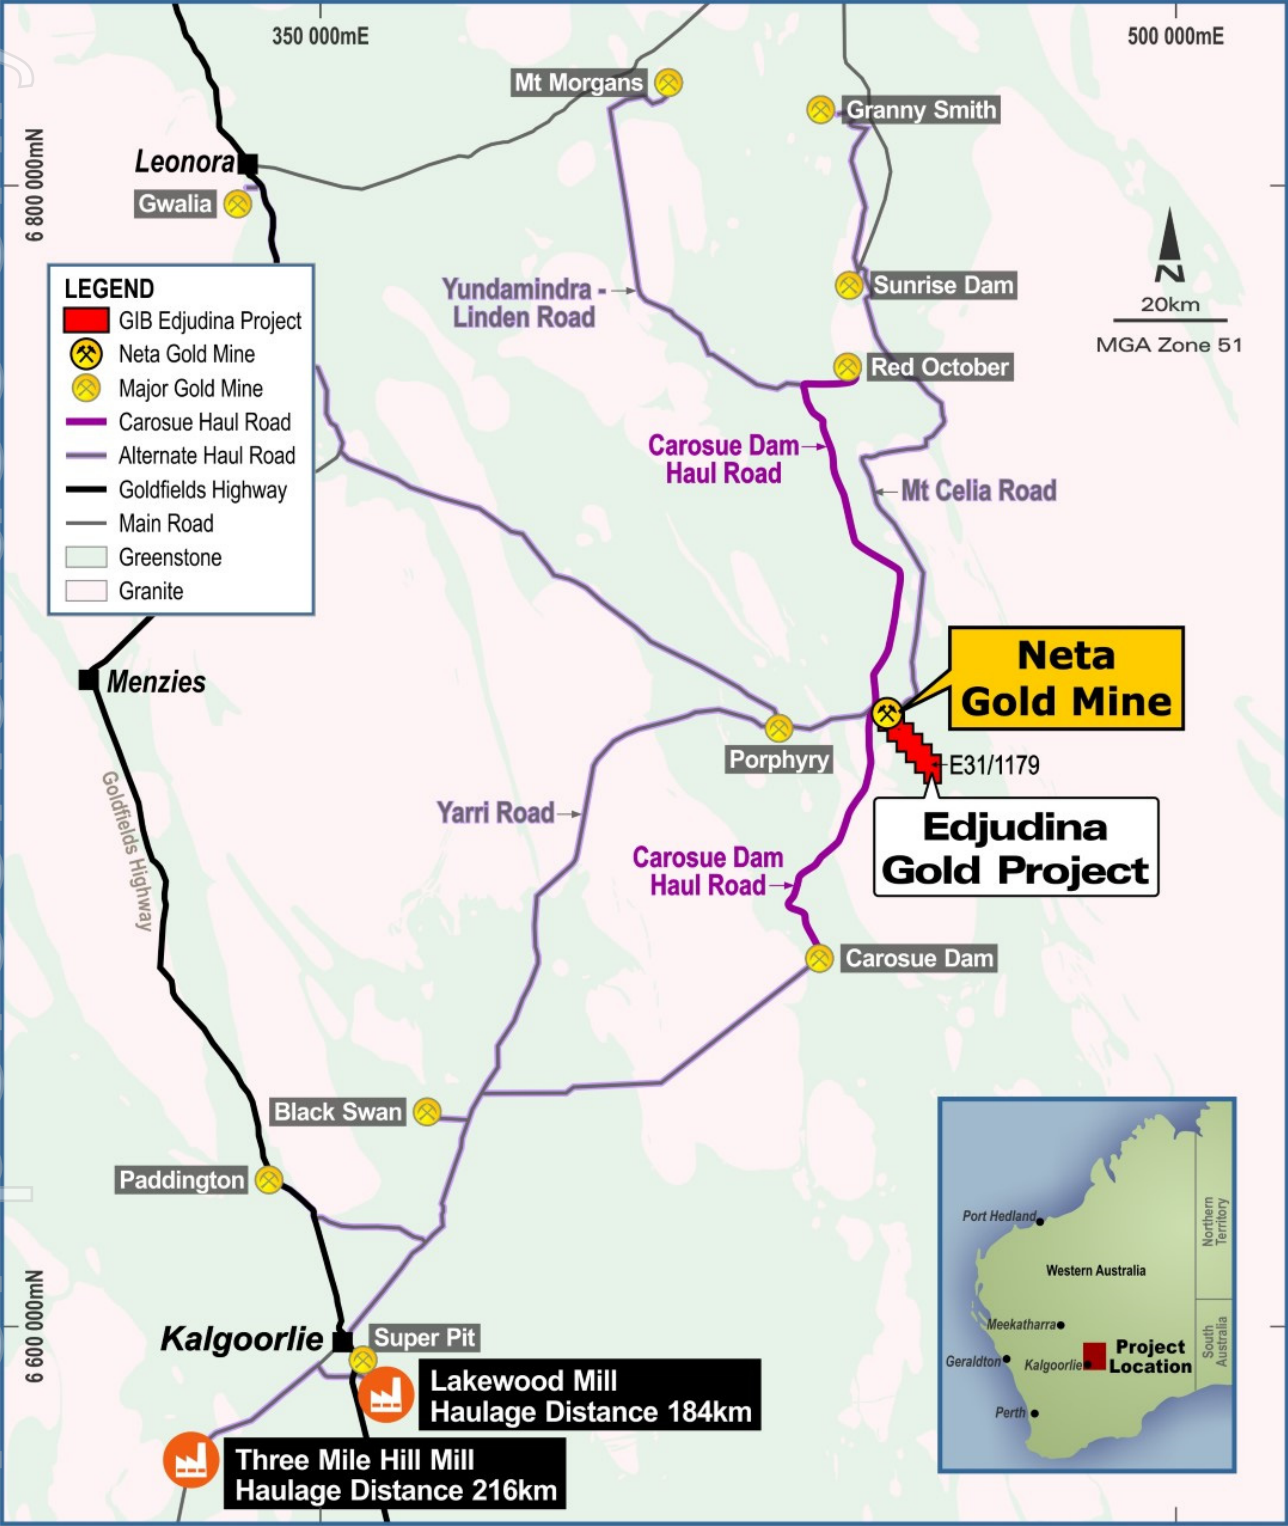 350 000mE
500 000mE
Mt Morgans
Granny Smith
Leonora
Gwalia
6 800 000mN
N
20km
MGA Zone 51
Yundamindra -
Linden Road
Sunrise Dam
Red October
LEGEND
GIB Edjudina Project
Neta Gold Mine
Major Gold Mine
Carosue Haul Road
Alternate Haul Road
Goldfields Highway
Main Road
Greenstone
Granite
Carosue Dam
Haul Road
Mt Celia Road
Neta
Gold Mine
Menzies
Porphyry
E31/1179
Goldfields Highway
Yarri Road
Edjudina
Gold Project
Carosue Dam
Haul Road
Carosue Dam
Black Swan
Paddington
6 600 000mN
Kalgoorlie
Super Pit
Lakewood Mill
Haulage Distance 184km
Three Mile Hill Mill
Haulage Distance 216km
Port Hedland
Northern
Territory
Western Australia
Meekatharra
South
Australia
Geraldton
Kalgoorlie
Project
Location
Perth